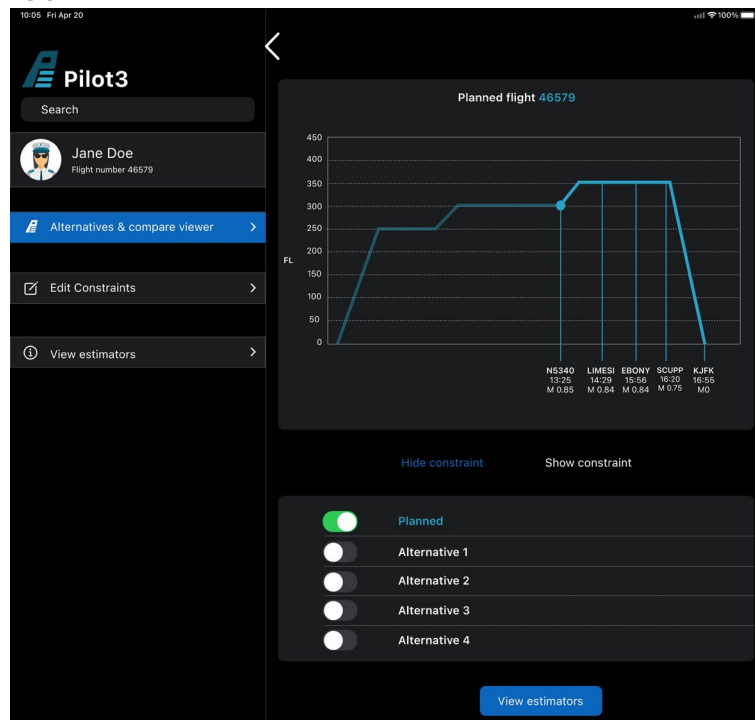 10:05 Fri Apr 20
100%
Pilot3
Search
Jane Doe
Flight number 46579
Alternatives & compare viewer
Edit Constraints
View estimators
Planned flight 46579
450
400
350
300
250
200
FL
150
100
50
0
N5340 LIMESI EBONY SCUPP KJFK
13:25 14:29 15:56 16:20 16:55
M 0.85 M 0.84 M 0.84 M 0.75 M0
Hide constraint Show constraint
Planned
Alternative 1
Alternative 2
Alternative 3
Alternative 4
View estimators